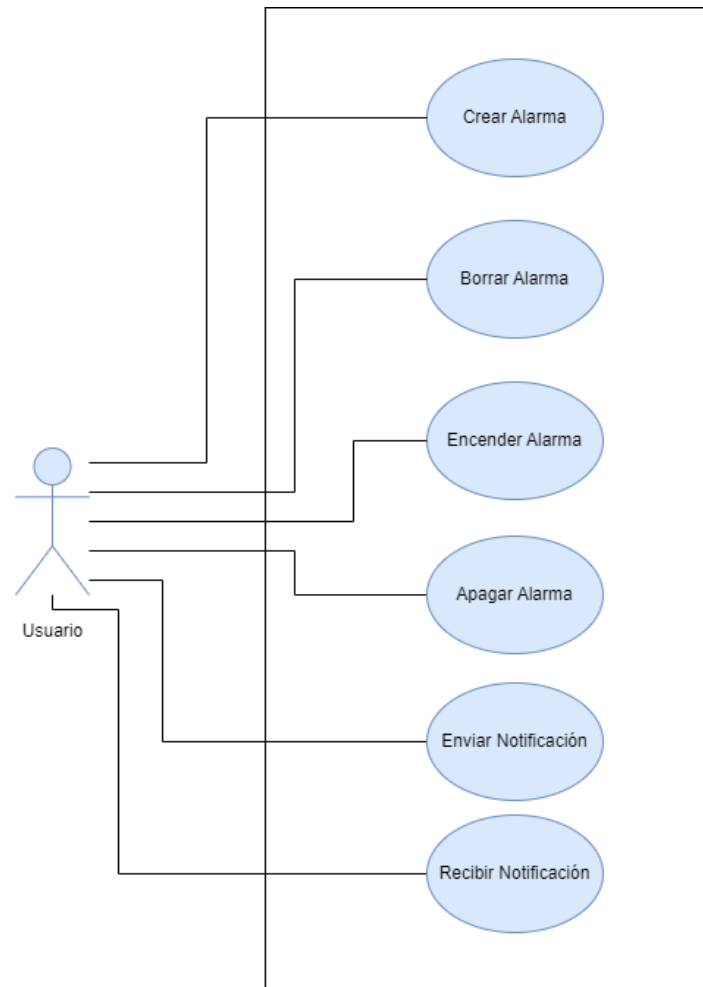 Crear Alarma
Borrar Alarma
Encender Alarma
Apagar Alarma
Usuario
Enviar Notificación
Recibir Notificación